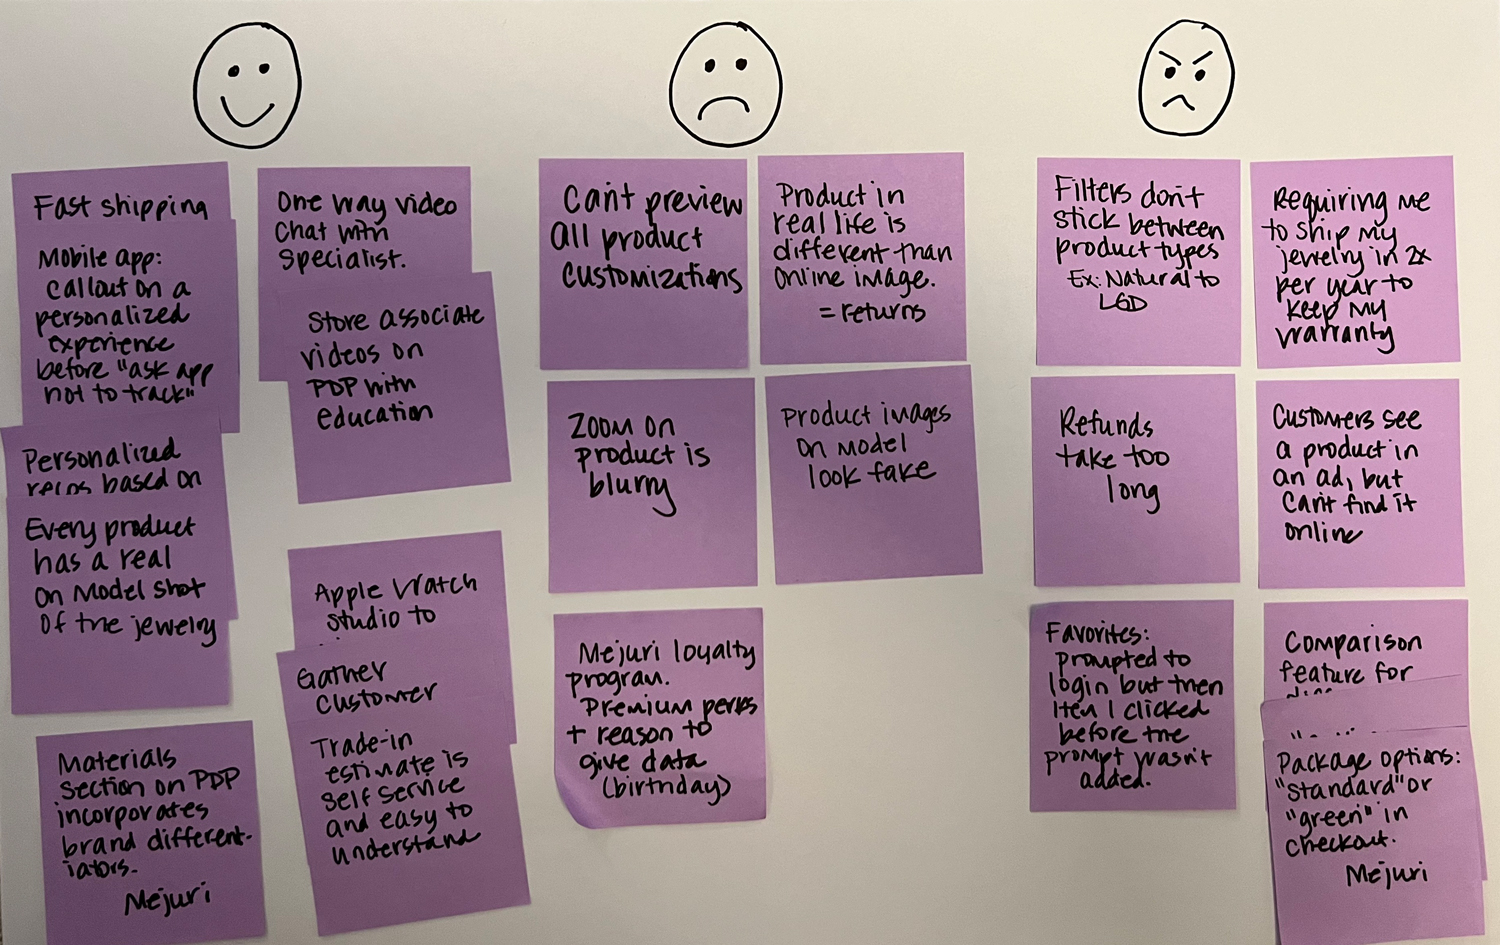 Fast shipping
Mobile app:
callout on a
personalized
experience
before "ask app
not to track"
Personalized
based on
Every product
has a real
on model shot
of the jewelry
Materials
section on PDP
incorporates
brand different-
iators.
Mejuri
One way video
chat with
specialist.
Store associate
videos on
PDP with
education
Apple Watch
studio to
Gather
customer
Trade-in
estimate is
self service
and easy to
understand
Can't preview
all product
customizations
Product in
real life is
different than
online image.
= returns
Zoom on
product is
blurry
Product images
on model
look fake
Mejuri loyalty
program.
Premium perks
+ reason to
give data
(birthday)
Filters don't
stick between
product types
Ex: Natural to
LGD
Requiring me
to ship my
jewelry in 2x
per year to
keep my
warranty
Refunds
take too
long
Customers see
a product in
an ad, but
can't find it
online
Favorites:
prompted to
login but then
item I clicked
before the
prompt wasn't
added.
Comparison
feature for
Package options:
"standard" or
"green" in
checkout.
Mejuri